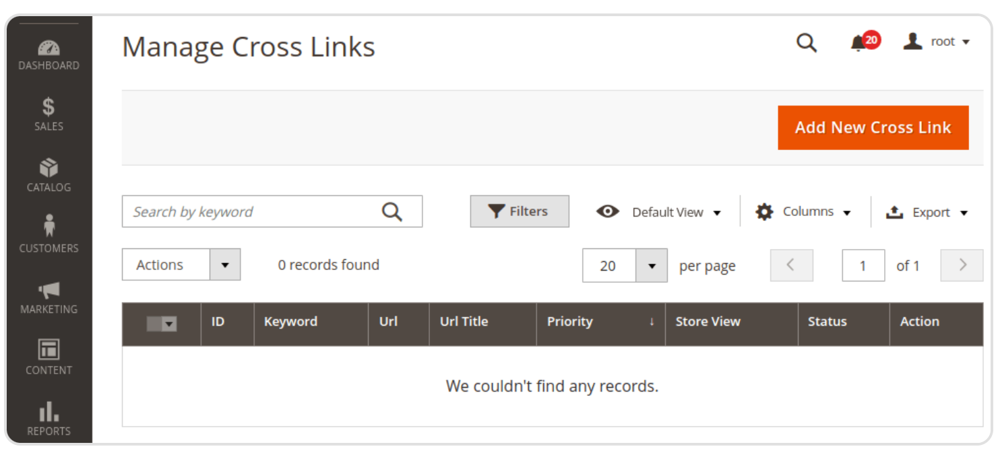 Manage Cross Links
20
root
DASHBOARD
SALES
CATALOG
CUSTOMERS
MARKETING
CONTENT
REPORTS
Add New Cross Link
Search by keyword
Filters
Default View
Columns
Export
Actions
0 records found
20
per page
1
of 1
ID Keyword Url Url Title Priority ↓ Store View Status Action
We couldn't find any records.